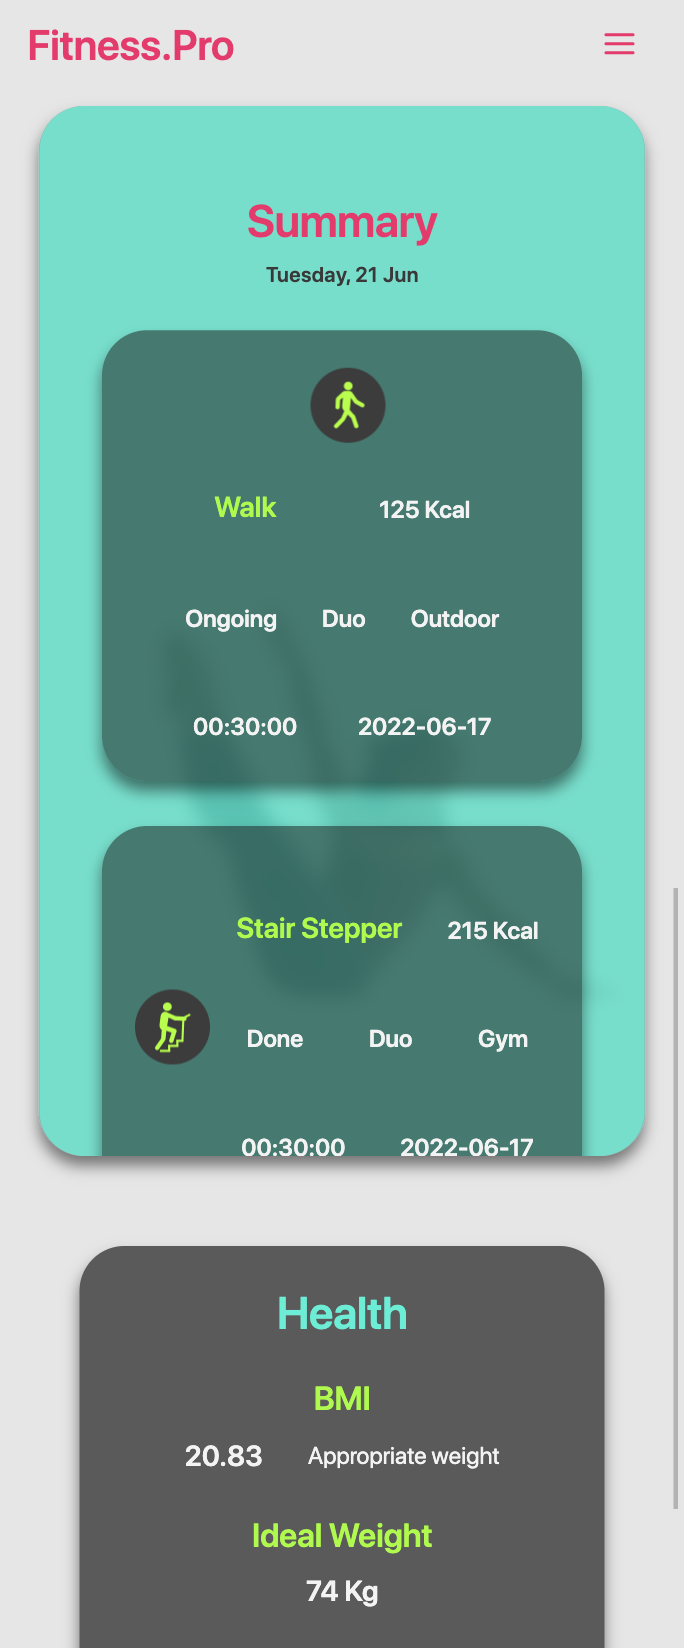 Fitness.Pro
Summary
Tuesday, 21 Jun
Walk 125 Kcal
Ongoing Duo Outdoor
00:30:00 2022-06-17
Stair Stepper 215 Kcal
Done Duo Gym
00:30:00 2022-06-17
Health
BMI
20.83 Appropriate weight
Ideal Weight
74 Kg